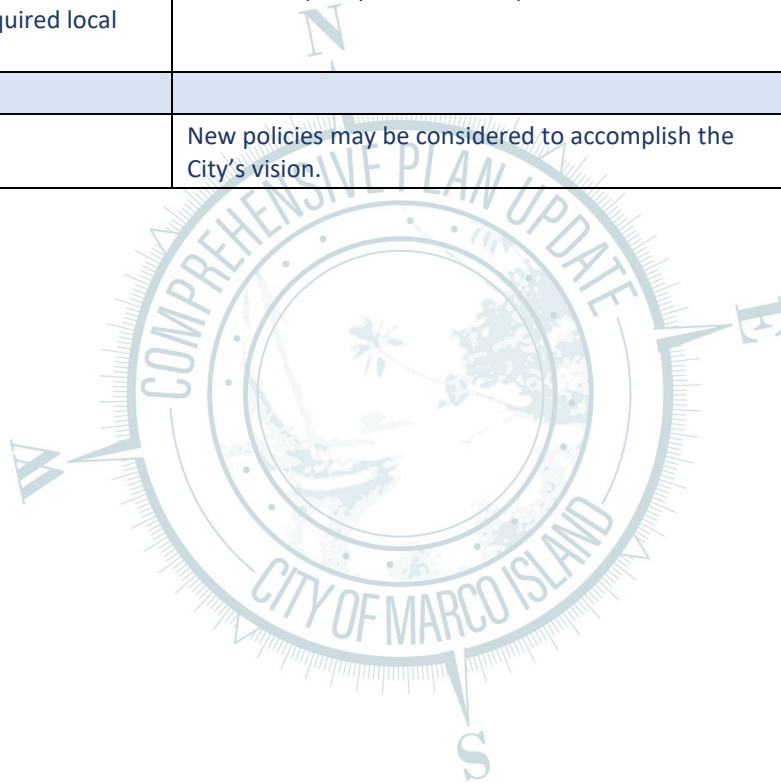 quired local
New policies may be considered to accomplish the
City's vision.
N
COMPREHENSIVE PLAN UPDATE
E
W
CITY OF MARCO ISLAND
S